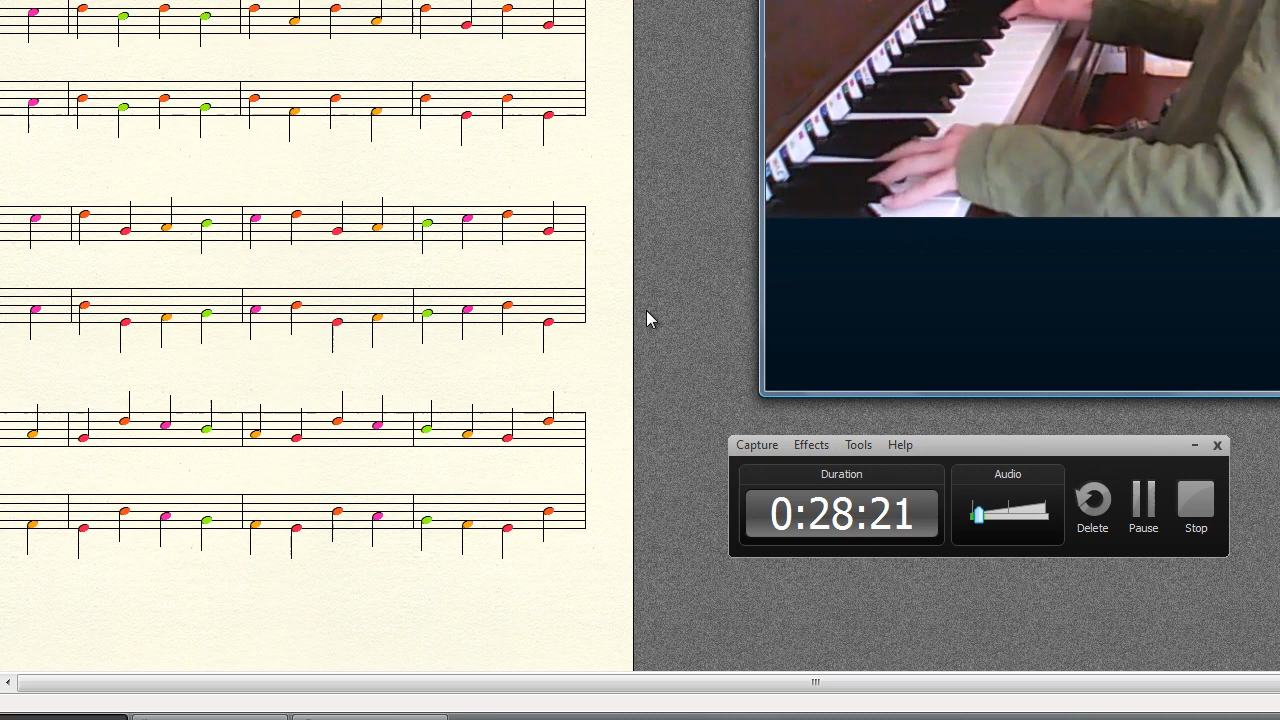 Capture Effects Tools Help
Duration
Audio
0:28:21
Delete Pause Stop